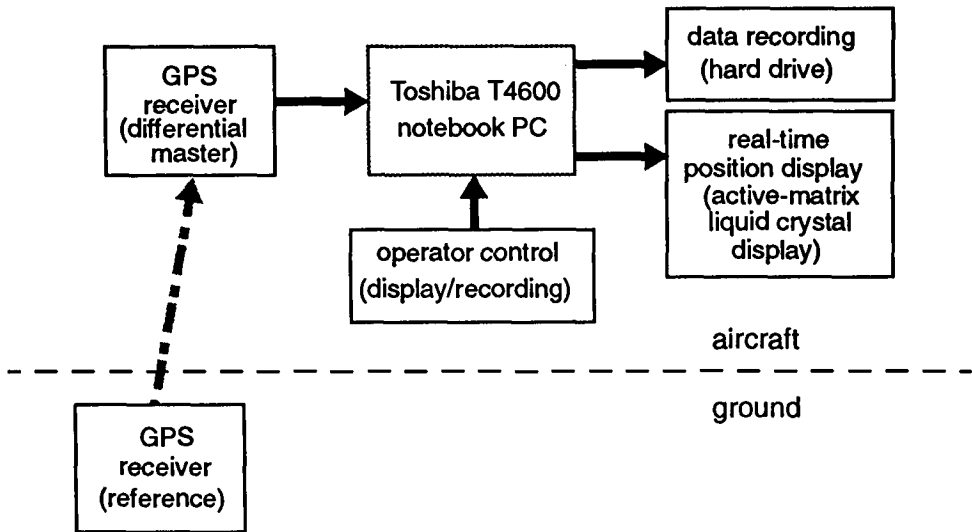 GPS
receiver
(differential
master)
Toshiba T4600
notebook PC
data recording
(hard drive)
real-time
position display
(active-matrix
liquid crystal
display)
operator control
(display/recording)
aircraft
ground
GPS
receiver
(reference)